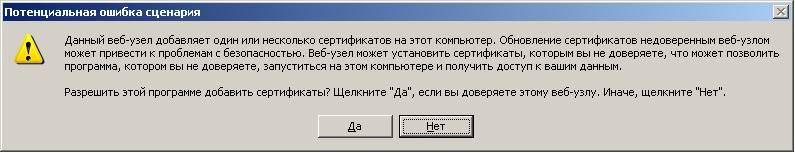 Потенциальная ошибка сценария
Данный веб-узел добавляет один или несколько сертификатов на этот компьютер. Обновление сертификатов недоверенным веб-узлом
может привести к проблемам с безопасностью. Веб-узел может установить сертификаты, которым вы не доверяете, что может позволить
программа, котором вы не доверяете, запуститься на этом компьютере и получить доступ к вашим данным.
Разрешить этой программе добавить сертификаты? Щелкните "Да", если вы доверяете этому веб-узлу. Иначе, щелкните "Нет".
Да
Нет